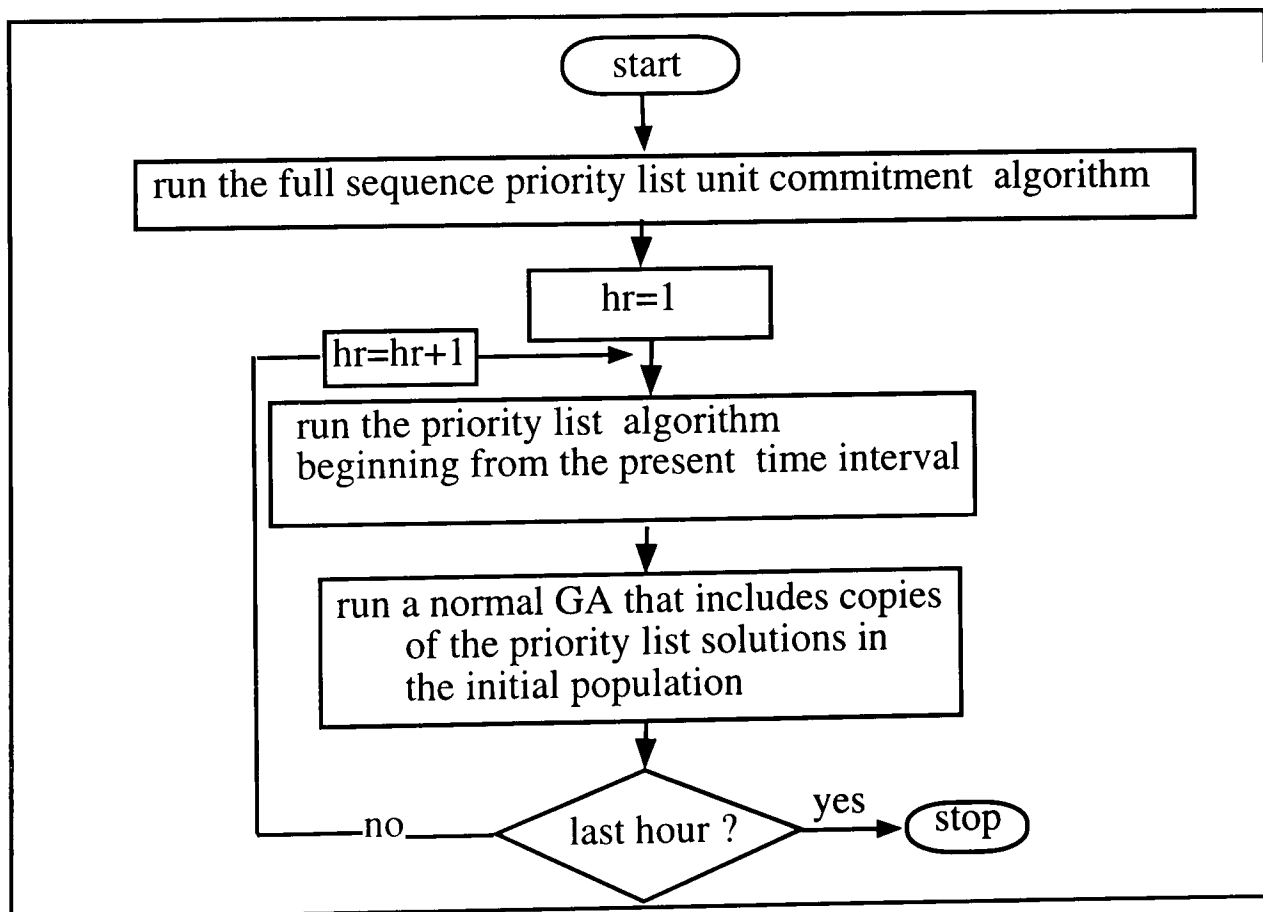 start
run the full sequence priority list unit commitment algorithm
hr=1
hr=hr+1
run the priority list algorithm
beginning from the present time interval
run a normal GA that includes copies
of the priority list solutions in
the initial population
last hour ?
no
yes
stop